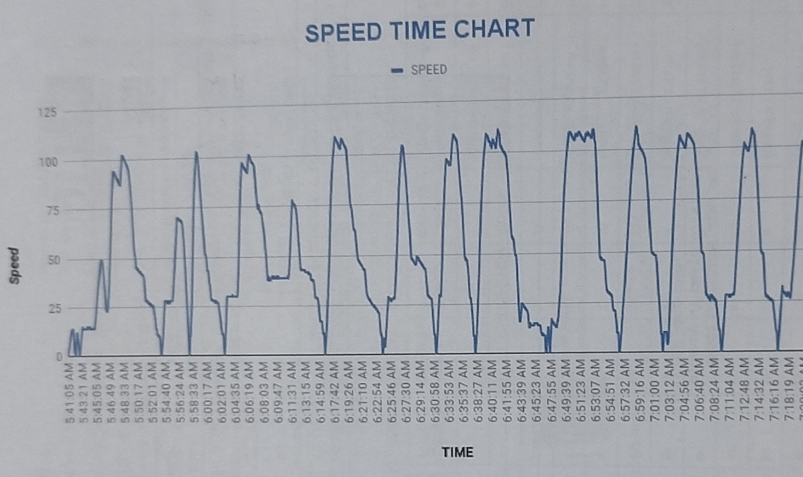 SPEED TIME CHART
SPEED
125
100
75
50
25
0
Speed
5:41:05 AM
5:43:21 AM
5:45:05 AM
5:46:49 AM
5:48:33 AM
5:50:17 AM
5:52:01 AM
5:54:40 AM
5:56:24 AM
5:58:33 AM
6:00:17 AM
6:02:01 AM
6:04:35 AM
6:06:19 AM
6:08:03 AM
6:09:47 AM
6:11:31 AM
6:13:15 AM
6:14:59 AM
6:17:42 AM
6:19:26 AM
6:21:10 AM
6:22:54 AM
6:25:46 AM
6:27:30 AM
6:29:14 AM
6:30:58 AM
6:33:53 AM
6:35:37 AM
6:38:27 AM
6:40:11 AM
6:41:55 AM
6:43:39 AM
6:45:23 AM
6:47:55 AM
6:49:39 AM
6:51:23 AM
6:53:07 AM
6:54:51 AM
6:57:32 AM
6:59:16 AM
7:01:00 AM
7:03:12 AM
7:04:56 AM
7:06:40 AM
7:08:24 AM
7:11:04 AM
7:12:48 AM
7:14:32 AM
7:16:16 AM
7:18:19 AM
TIME